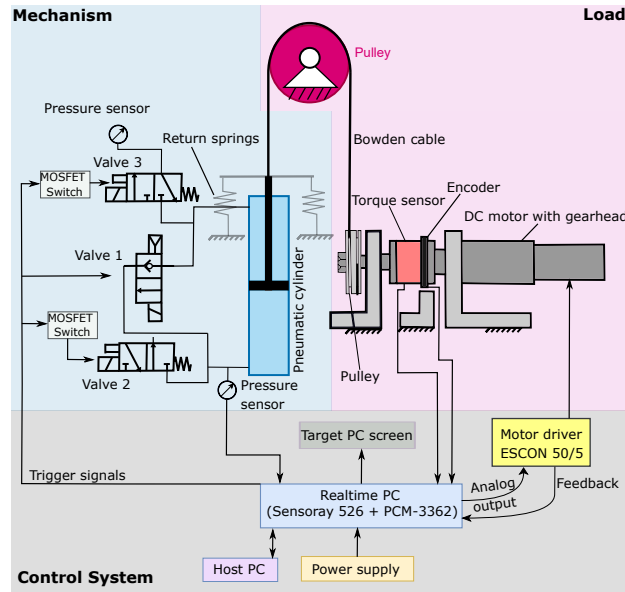 Mechanism
Load
Pulley
Pressure sensor
Return springs
Bowden cable
Valve 3
MOSFET
Switch
Encoder
Torque sensor
DC motor with gearhead
Valve 1
Pneumatic cylinder
MOSFET
Switch
Valve 2
Pulley
Pressure
sensor
Target PC screen
Motor driver
ESCON 50/5
Trigger signals
Analog
output
Feedback
Realtime PC
(Sensoray 526 + PCM-3362)
Host PC
Power supply
Control System